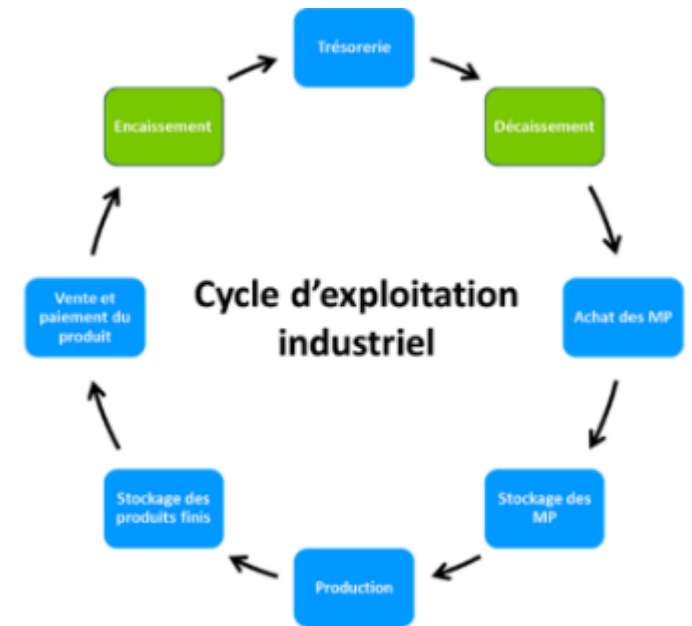 Trésorerie
Encaissement
Décaissement
Vente et
paiement du
produit
Cycle d'exploitation
industriel
Achat des MP
Stockage des
produits finis
Stockage des
MP
Production